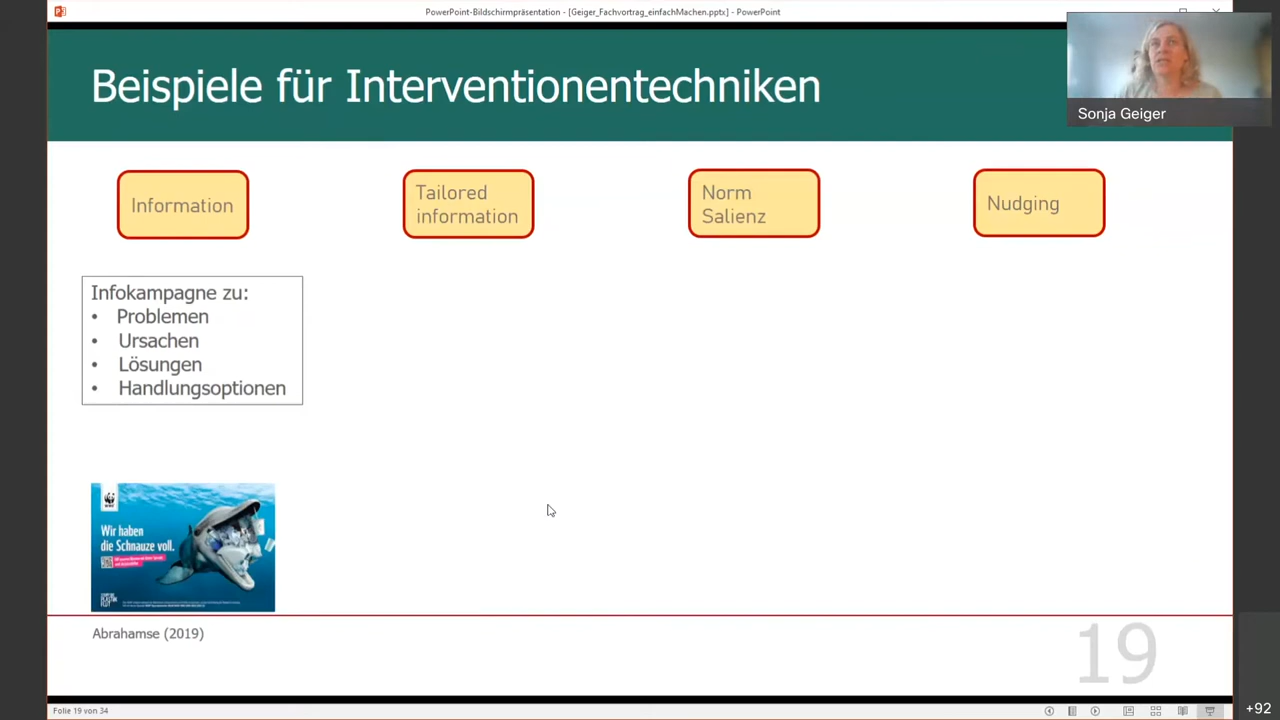 PowerPoint-Bildschirmpräsentation - [Geiger_Fachvortrag_einfachMachen.pptx] - PowerPoint
Beispiele für Interventionentechniken
Sonja Geiger
Information
Tailored
information
Norm
Salienz
Nudging
Infokampagne zu:
• Problemen
• Ursachen
• Lösungen
• Handlungsoptionen
WWF
Wir haben
die Schnauze voll.
Abrahamse (2019)
19
Folie 19 von 34
+92